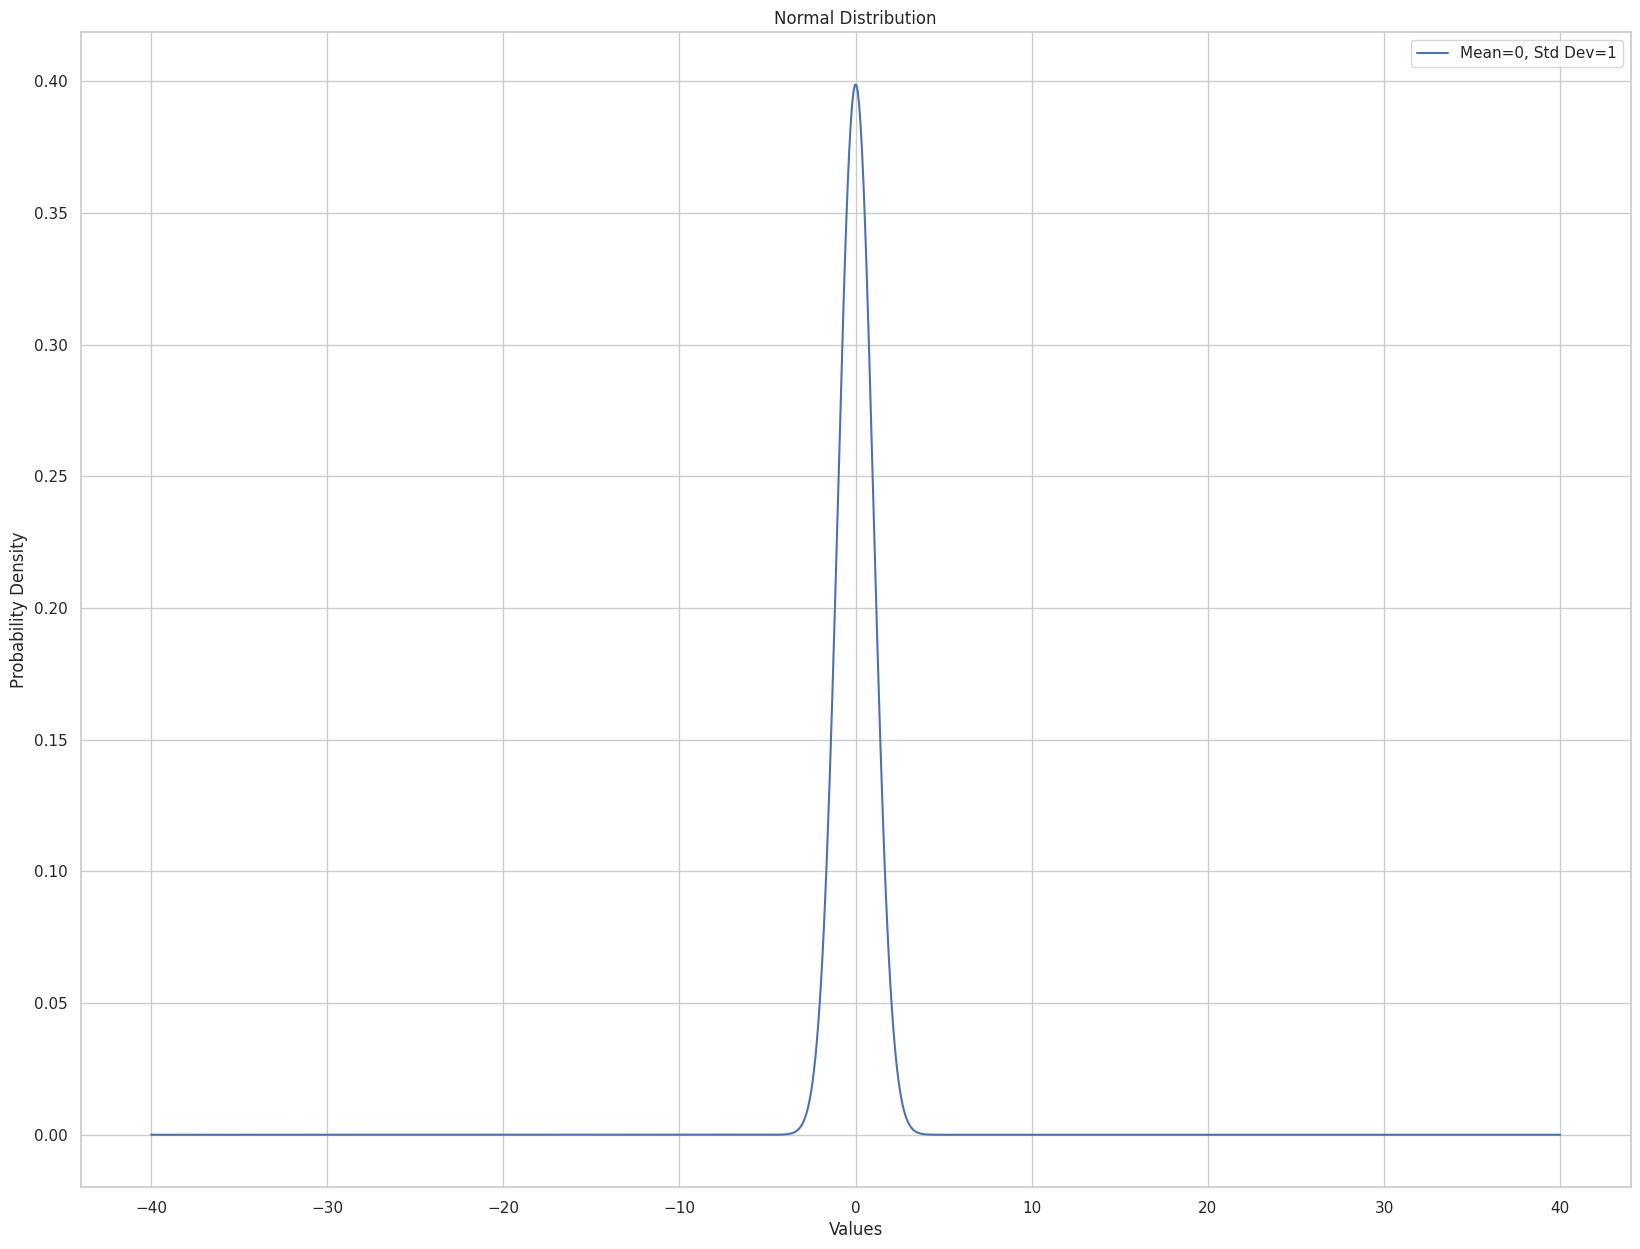 Normal Distribution
Mean=0, Std Dev=1
0.40
0.35
0.30
0.25
0.20
0.15
0.10
0.05
0.00
Probability Density
−40 −30 −20 −10 0 10 20 30 40
Values